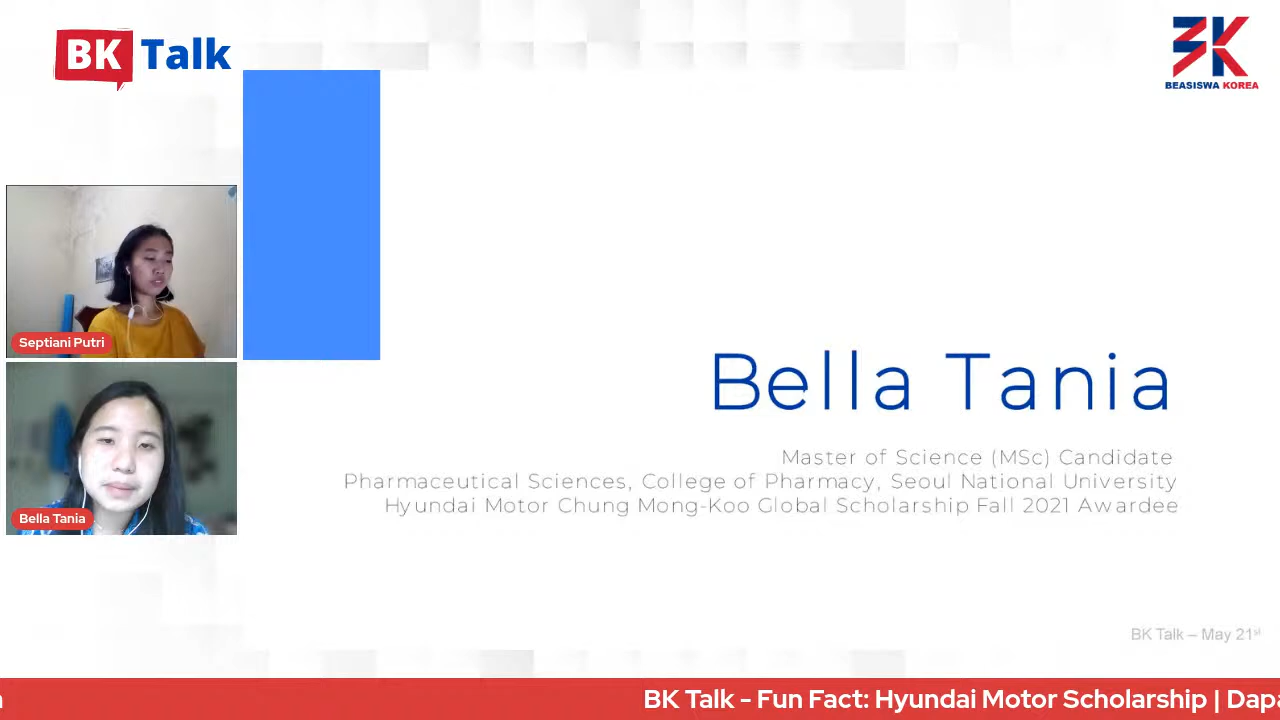 BK Talk
BEASISWA KOREA
Septiani Putri
Bella Tania
Bella Tania
Master of Science (MSc) Candidate
Pharmaceutical Sciences, College of Pharmacy, Seoul National University
Hyundai Motor Chung Mong-Koo Global Scholarship Fall 2021 Awardee
BK Talk – May 21st
BK Talk - Fun Fact: Hyundai Motor Scholarship |